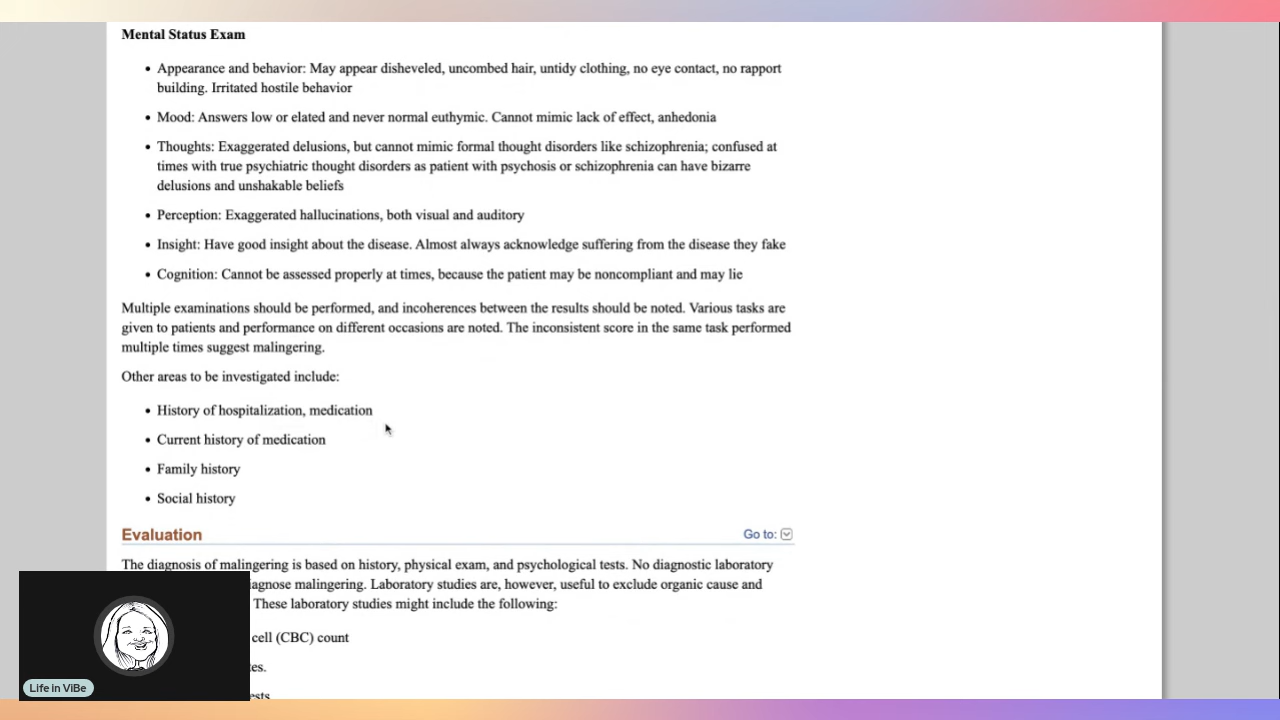 Mental Status Exam
• Appearance and behavior: May appear disheveled, uncombed hair, untidy clothing, no eye contact, no rapport
building. Irritated hostile behavior
• Mood: Answers low or elated and never normal euthymic. Cannot mimic lack of effect, anhedonia
• Thoughts: Exaggerated delusions, but cannot mimic formal thought disorders like schizophrenia; confused at
times with true psychiatric thought disorders as patient with psychosis or schizophrenia can have bizarre
delusions and unshakable beliefs
• Perception: Exaggerated hallucinations, both visual and auditory
• Insight: Have good insight about the disease. Almost always acknowledge suffering from the disease they fake
• Cognition: Cannot be assessed properly at times, because the patient may be noncompliant and may lie
Multiple examinations should be performed, and incoherences between the results should be noted. Various tasks are
given to patients and performance on different occasions are noted. The inconsistent score in the same task performed
multiple times suggest malingering.
Other areas to be investigated include:
• History of hospitalization, medication
• Current history of medication
• Family history
• Social history
Evaluation Go to:
The diagnosis of malingering is based on history, physical exam, and psychological tests. No diagnostic laboratory
iagnose malingering. Laboratory studies are, however, useful to exclude organic cause and
These laboratory studies might include the following:
cell (CBC) count
tes.
ests
Life in ViBe